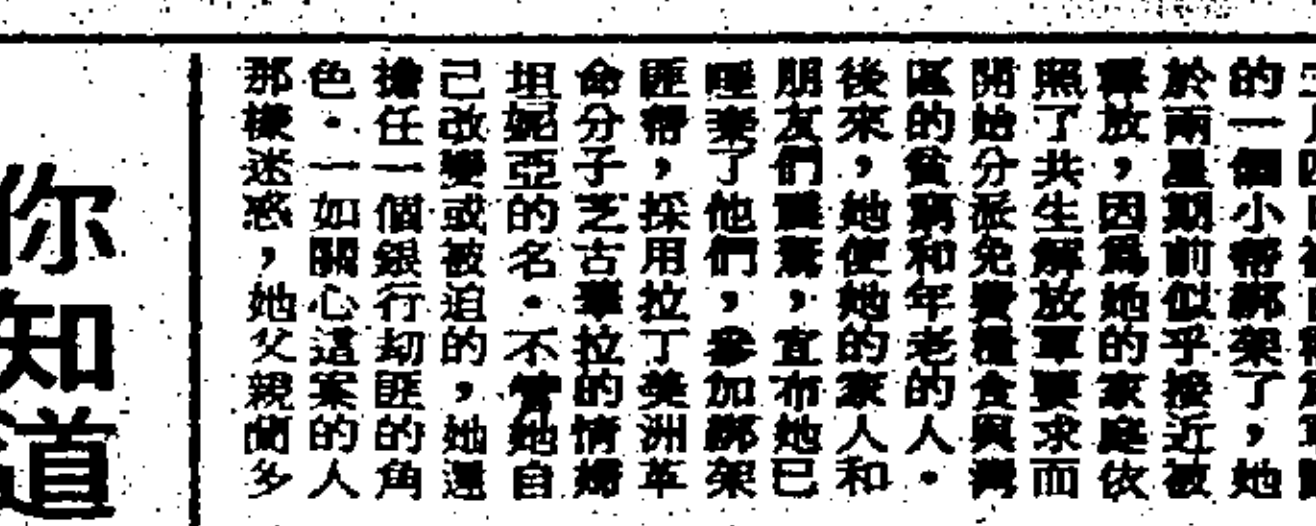 的一個小幫綁架了，她
於兩星期前似乎接近被
釋放，因爲她的家庭依
照了共生解放軍要求而
開始分派免費糧食與灣
區的貧窮和年老的人．
後來，她使她的家人和
朋友們震驚，宣布她已
唾棄了他們，參加綁架
匪幫，採用拉丁美洲革
命分子芝古華拉的情婦
坦妮亞的名．不管她自
己改變或被迫的，她還
擔任一個銀行刧匪的角
色．一如關心這案的人
那樣迷惑，她父親蘭多
你知道